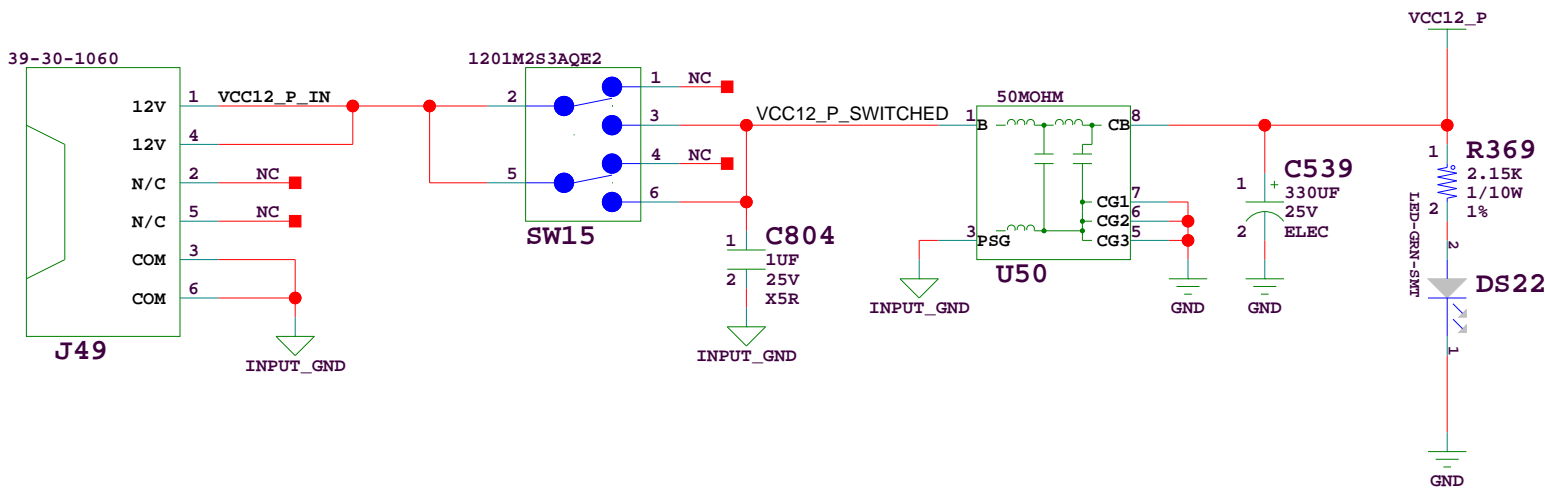 39-30-1060
12V
1
VCC12_P_IN
12V
4
N/C
2
NC
N/C
5
NC
COM
3
COM
6
J49
INPUT_GND
1201M2S3AQE2
2
1
NC
3
5
4
NC
6
SW15
VCC12_P_SWITCHED
1
C804
1UF
2
25V
X5R
INPUT_GND
50MOHM
1
B
CB
8
CG1
7
CG2
6
3
PSG
CG3
5
U50
INPUT_GND
GND
1
+
C539
330UF
25V
2
ELEC
GND
VCC12_P
1
R369
2.15K
1/10W
2
1%
LED-GRN-SMT
2
DS22
1
GND